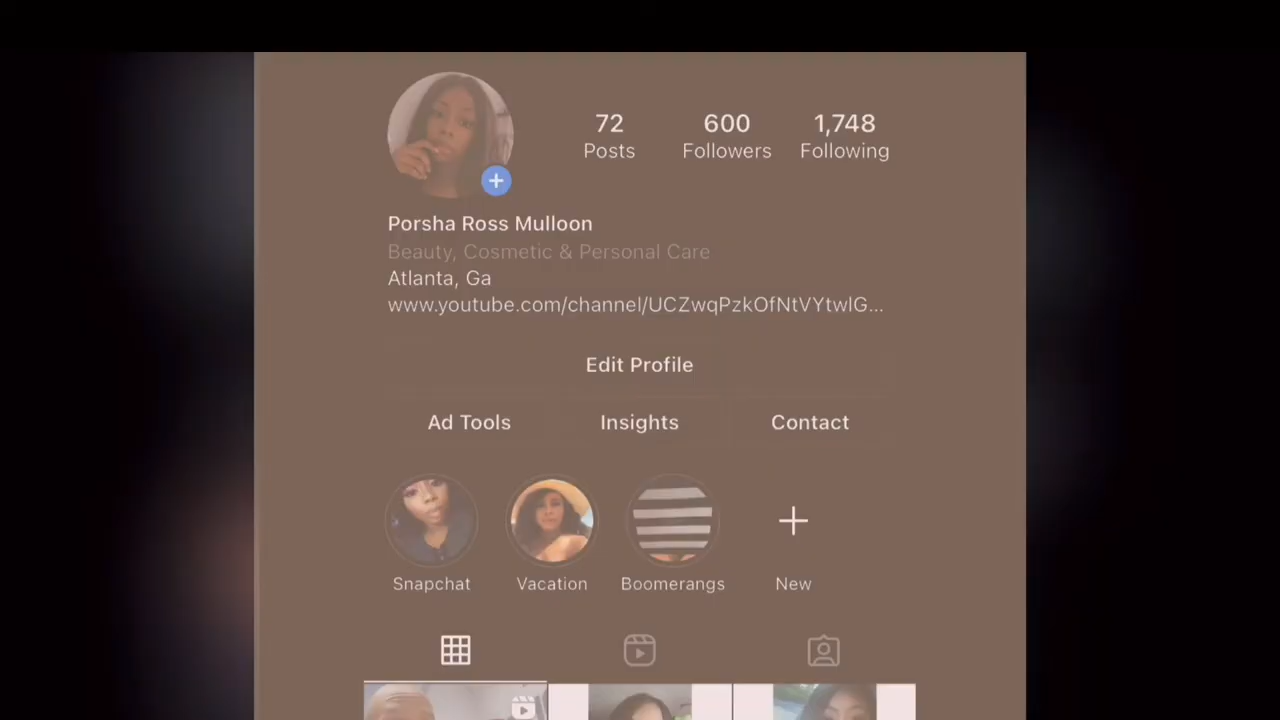 72 600 1,748
Posts Followers Following
Porsha Ross Mulloon
Beauty, Cosmetic & Personal Care
Atlanta, Ga
www.youtube.com/channel/UCZwqPzkOfNtVYtwIG...
Edit Profile
Ad Tools Insights Contact
Snapchat Vacation Boomerangs New